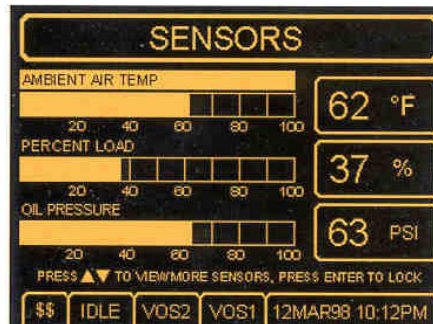 SENSORS
AMBIENT AIR TEMP
20 40 60 80 100
62 °F
PERCENT LOAD
20 40 60 80 100
37 %
OIL PRESSURE
20 40 60 80 100
63 PSI
PRESS ▲▼ TO VIEW MORE SENSORS, PRESS ENTER TO LOCK
$$ IDLE VOS2 VOS1 12MAR98 10:12PM